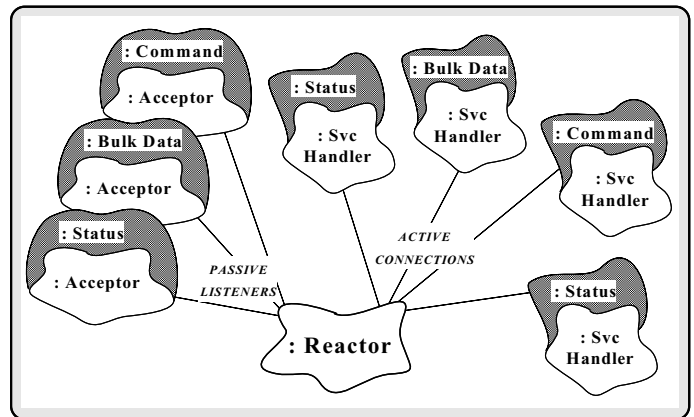 : Command
: Acceptor
: Bulk Data
: Acceptor
: Status
: Acceptor
: Status
: Svc
Handler
: Bulk Data
: Svc
Handler
: Command
: Svc
Handler
: Status
: Svc
Handler
PASSIVE
LISTENERS
ACTIVE
CONNECTIONS
: Reactor